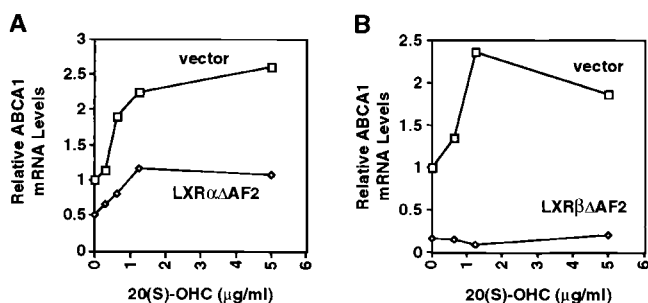 A
Relative ABCA1
mRNA Levels
3
2.5
2
1.5
1
0.5
0
vector
LXRαΔAF2
0 1 2 3 4 5 6
20(S)-OHC (μg/ml)
B
Relative ABCA1
mRNA Levels
2.5
2
1.5
1
0.5
0
vector
LXRβΔAF2
0 1 2 3 4 5 6
20(S)-OHC (μg/ml)